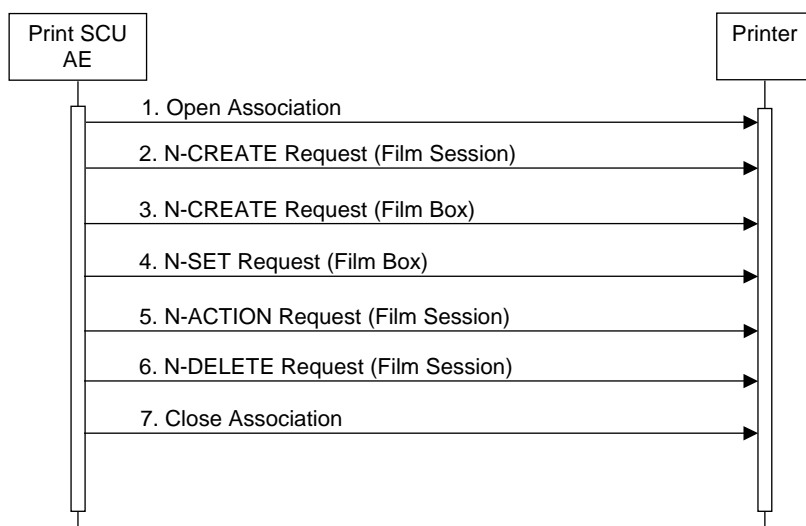 Print SCU
AE
Printer
1. Open Association
2. N-CREATE Request (Film Session)
3. N-CREATE Request (Film Box)
4. N-SET Request (Film Box)
5. N-ACTION Request (Film Session)
6. N-DELETE Request (Film Session)
7. Close Association